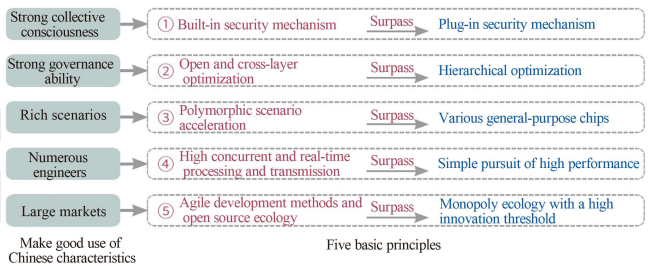 Strong collective
consciousness
① Built-in security mechanism
Surpass
Plug-in security mechanism
Strong governance
ability
② Open and cross-layer
optimization
Surpass
Hierarchical optimization
Rich scenarios
③ Polymorphic scenario
acceleration
Surpass
Various general-purpose chips
Numerous
engineers
④ High concurrent and real-time
processing and transmission
Surpass
Simple pursuit of high performance
Large markets
⑤ Agile development methods and
open source ecology
Surpass
Monopoly ecology with a high
innovation threshold
Make good use of
Chinese characteristics
Five basic principles